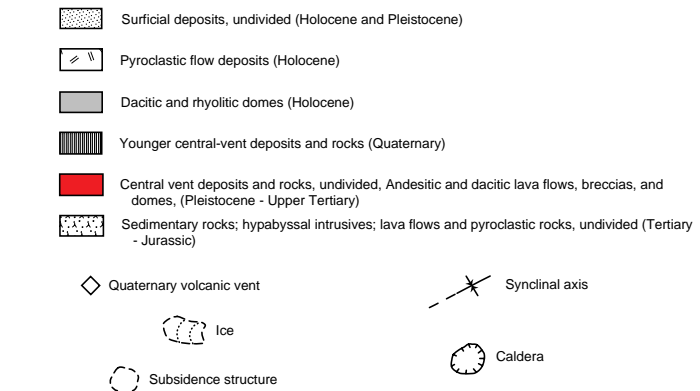 Surficial deposits, undivided (Holocene and Pleistocene)
Pyroclastic flow deposits (Holocene)
Dacitic and rhyolitic domes (Holocene)
Younger central-vent deposits and rocks (Quaternary)
Central vent deposits and rocks, undivided, Andesitic and dacitic lava flows, breccias, and
domes, (Pleistocene - Upper Tertiary)
Sedimentary rocks; hypabyssal intrusives; lava flows and pyroclastic rocks, undivided (Tertiary
- Jurassic)
Quaternary volcanic vent
Synclinal axis
Ice
Caldera
Subsidence structure